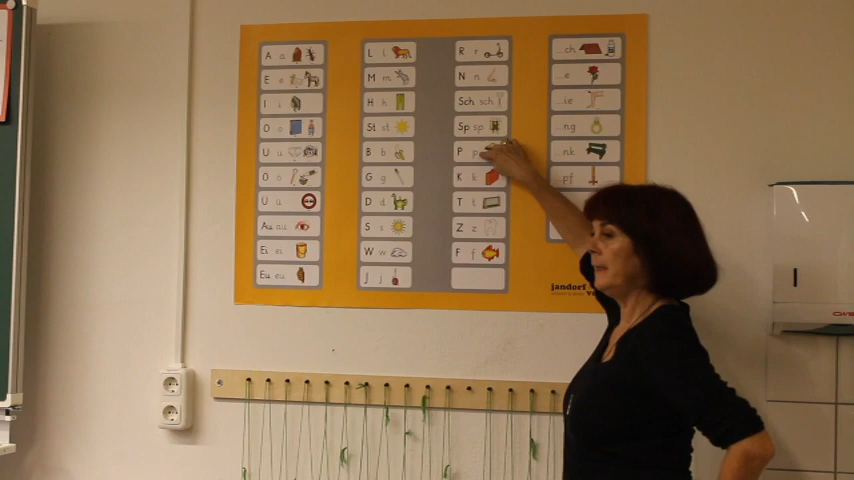 A a
E e
I i
O o
U u
Au au
Ei ei
Eu eu
L l
M m
H h
St st
B b
G g
D d
S s
W w
J j
R r
N n
Sch sch
Sp sp
P p
K k
T t
Z z
F f
...ch
...e
...ie
...ng
...nk
...pf
jandorf